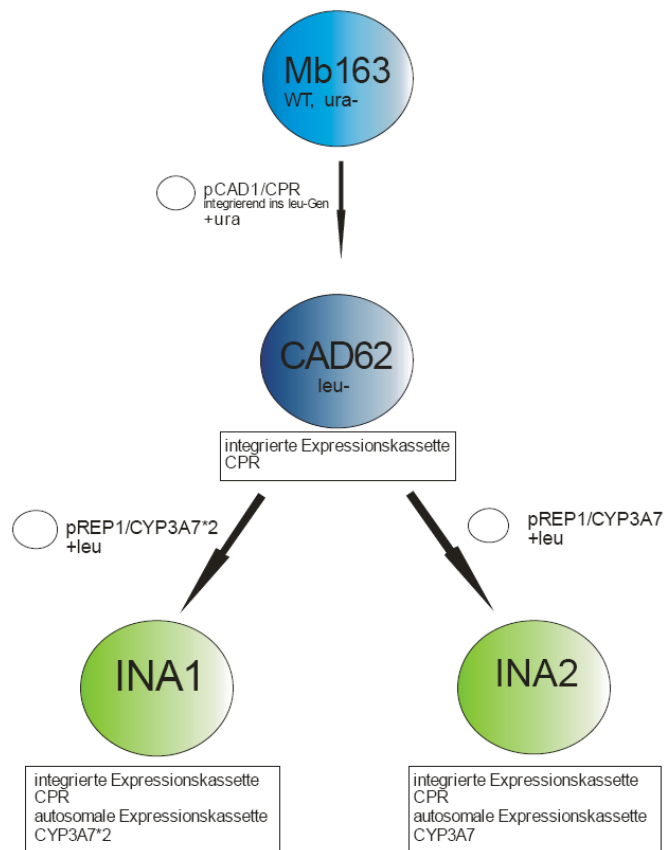 Mb163
WT, ura-
pCAD1/CPR
integrierend ins leu-Gen
+ura
CAD62
leu-
integrierte Expressionskassette
CPR
pREP1/CYP3A7*2
+leu
pREP1/CYP3A7
+leu
INA1
INA2
integrierte Expressionskassette
CPR
autosomale Expressionskassette
CYP3A7*2
integrierte Expressionskassette
CPR
autosomale Expressionskassette
CYP3A7